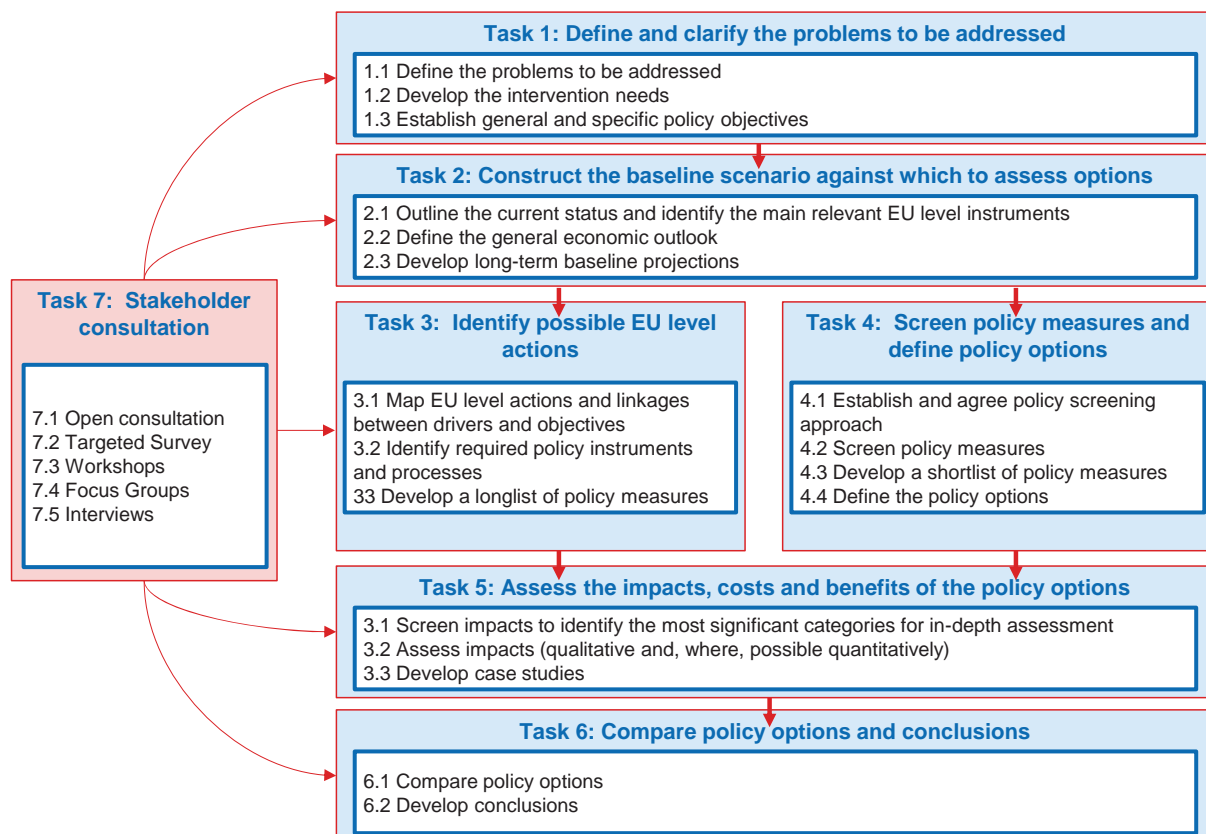 Task 1: Define and clarify the problems to be addressed
1.1 Define the problems to be addressed
1.2 Develop the intervention needs
1.3 Establish general and specific policy objectives
Task 2: Construct the baseline scenario against which to assess options
2.1 Outline the current status and identify the main relevant EU level instruments
2.2 Define the general economic outlook
2.3 Develop long-term baseline projections
Task 7: Stakeholder
consultation
7.1 Open consultation
7.2 Targeted Survey
7.3 Workshops
7.4 Focus Groups
7.5 Interviews
Task 3: Identify possible EU level
actions
3.1 Map EU level actions and linkages
between drivers and objectives
3.2 Identify required policy instruments
and processes
33 Develop a longlist of policy measures
Task 4: Screen policy measures and
define policy options
4.1 Establish and agree policy screening
approach
4.2 Screen policy measures
4.3 Develop a shortlist of policy measures
4.4 Define the policy options
Task 5: Assess the impacts, costs and benefits of the policy options
3.1 Screen impacts to identify the most significant categories for in-depth assessment
3.2 Assess impacts (qualitative and, where, possible quantitatively)
3.3 Develop case studies
Task 6: Compare policy options and conclusions
6.1 Compare policy options
6.2 Develop conclusions